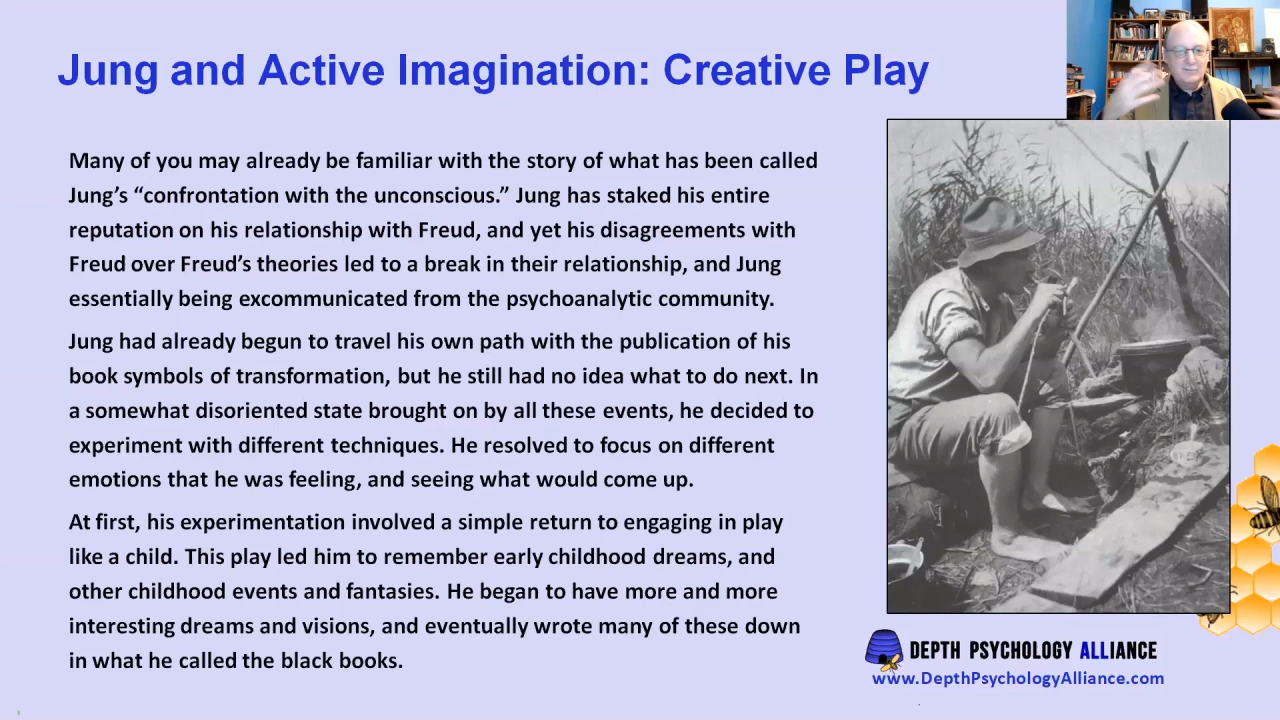 Jung and Active Imagination: Creative Play
Many of you may already be familiar with the story of what has been called
Jung’s “confrontation with the unconscious.” Jung has staked his entire
reputation on his relationship with Freud, and yet his disagreements with
Freud over Freud’s theories led to a break in their relationship, and Jung
essentially being excommunicated from the psychoanalytic community.
Jung had already begun to travel his own path with the publication of his
book symbols of transformation, but he still had no idea what to do next. In
a somewhat disoriented state brought on by all these events, he decided to
experiment with different techniques. He resolved to focus on different
emotions that he was feeling, and seeing what would come up.
At first, his experimentation involved a simple return to engaging in play
like a child. This play led him to remember early childhood dreams, and
other childhood events and fantasies. He began to have more and more
interesting dreams and visions, and eventually wrote many of these down
in what he called the black books.
DEPTH PSYCHOLOGY ALLIANCE
www.DepthPsychologyAlliance.com